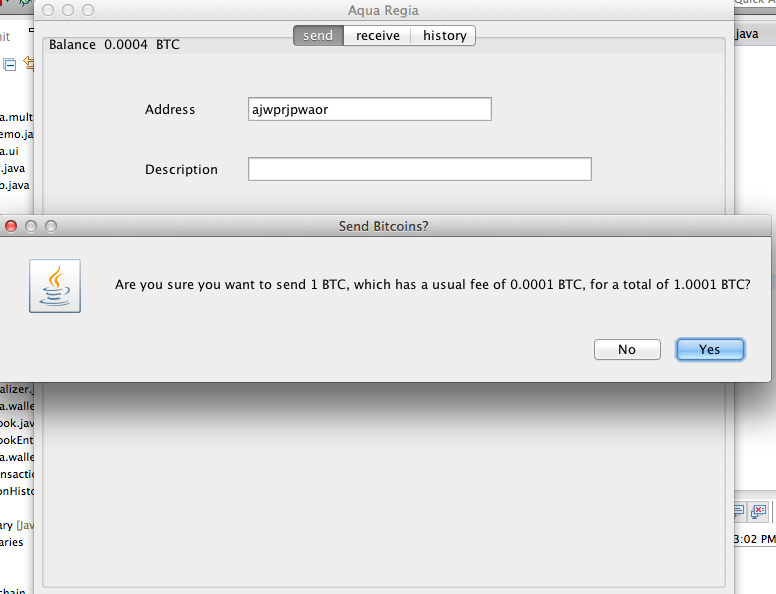 Aqua Regia
Quick A
send receive history
Balance 0.0004 BTC
.java
Address ajwprjpwaor
Description
a.mult
emo.ja
a.ui
.java
b.java
Send Bitcoins?
Are you sure you want to send 1 BTC, which has a usual fee of 0.0001 BTC, for a total of 1.0001 BTC?
No Yes
alizer.j
a.walle
ook.jav
ookEnt
a.walle
nsactic
onHisto
ary [Jav
aries
3:02 PM
chain